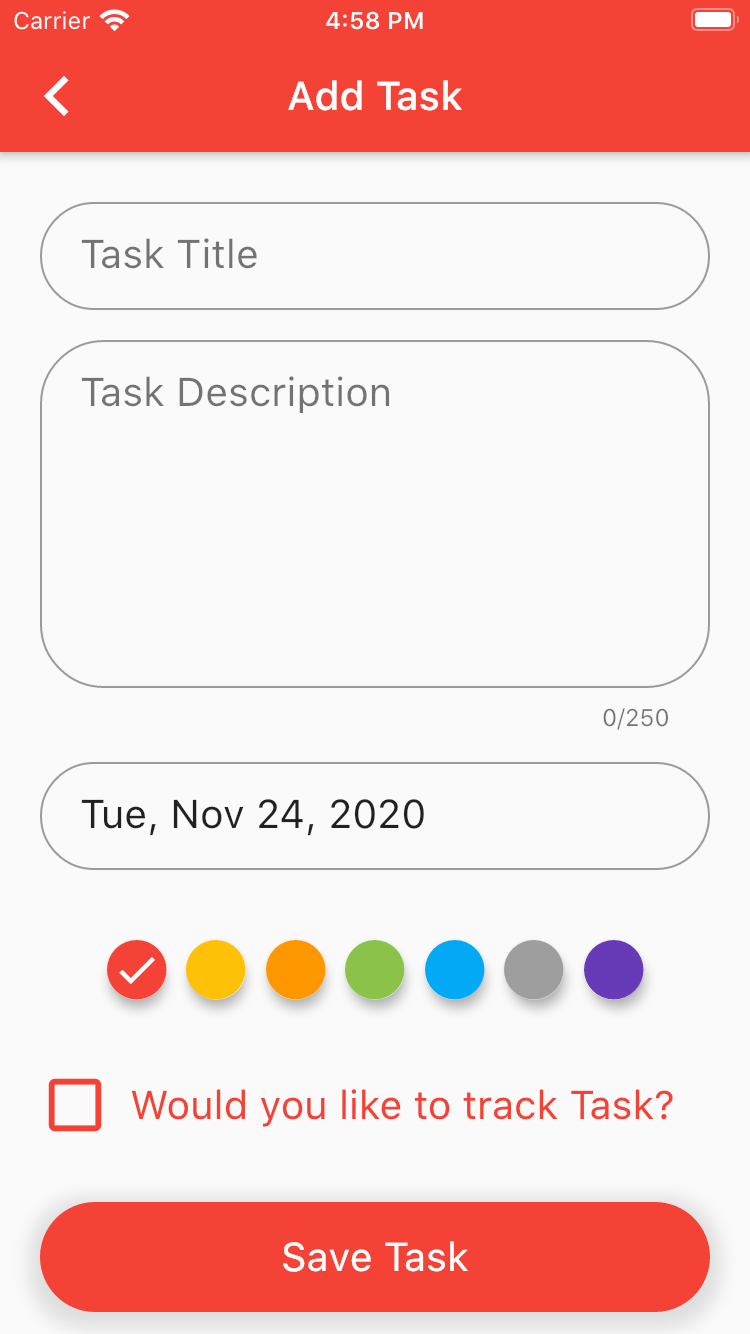 Carrier 4:58 PM
Add Task
Task Title
Task Description
0/250
Tue, Nov 24, 2020
Would you like to track Task?
Save Task